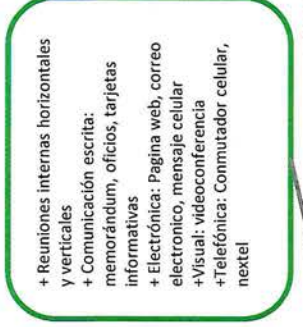 + Reuniones internas horizontales
y verticales
+ Comunicación escrita:
memorándum, oficios, tarjetas
informativas
+ Electrónica: Pagina web, correo
electronico, mensaje celular
+Visual: videoconferencia
+Telefónica: Conmutador celular,
nextel